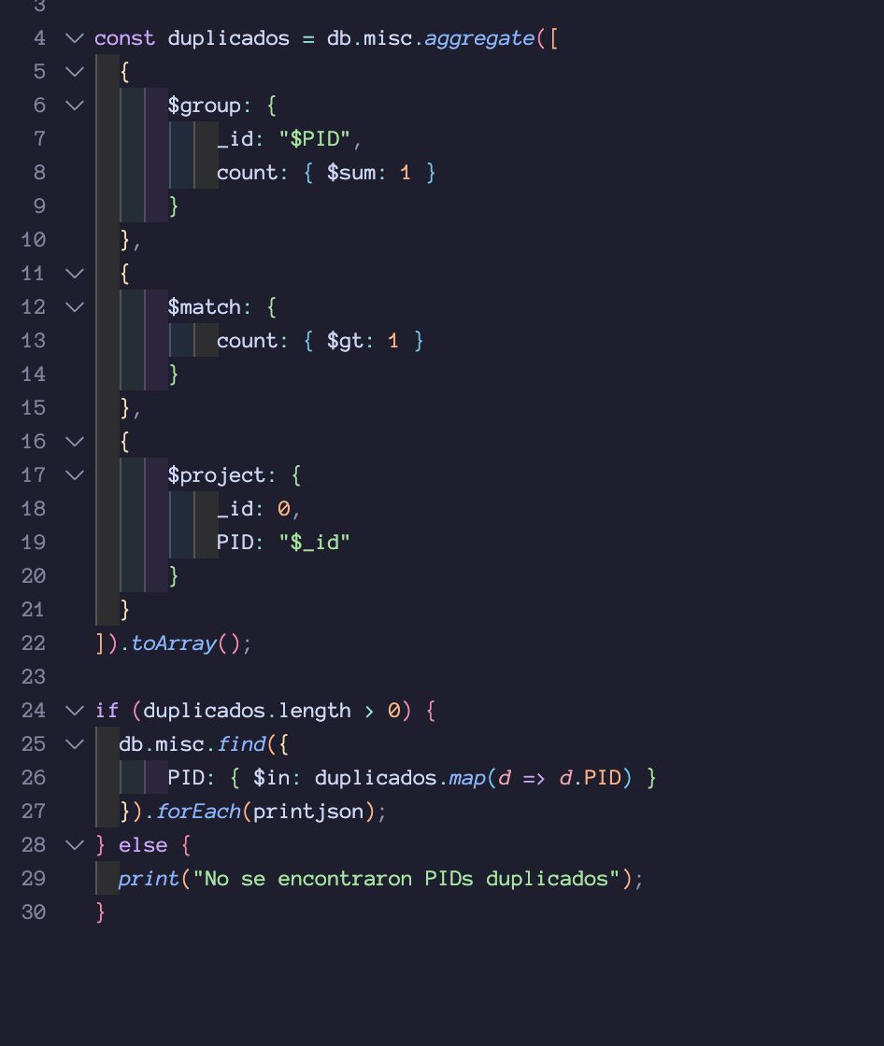 3
4 const duplicados = db.misc.aggregate([
5 {
6 $group: {
7 _id: "$PID",
8 count: { $sum: 1 }
9 }
10 },
11 {
12 $match: {
13 count: { $gt: 1 }
14 }
15 },
16 {
17 $project: {
18 _id: 0,
19 PID: "$_id"
20 }
21 }
22 ]).toArray();
23
24 if (duplicados.length > 0) {
25 db.misc.find({
26 PID: { $in: duplicados.map(d => d.PID) }
27 }).forEach(printjson);
28 } else {
29 print("No se encontraron PIDs duplicados");
30 }